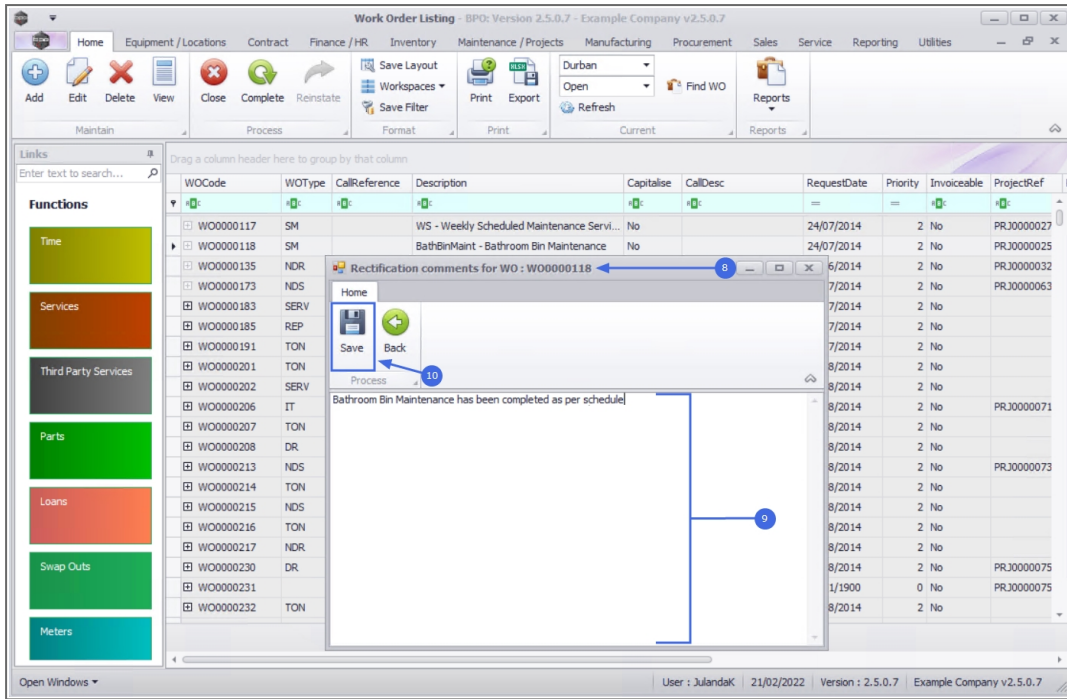 Work Order Listing - BPO: Version 2.5.0.7 - Example Company v2.5.0.7
Home Equipment / Locations Contract Finance / HR Inventory Maintenance / Projects Manufacturing Procurement Sales Service Reporting Utilities
Add Edit Delete View Close Complete Reinstate
Save Layout
Workspaces
Save Filter
Print Export
Durban
Open
Refresh
Find WO
Reports
Maintain Process Format Print Current Reports
Links
Enter text to search...
Functions
Time
Services
Third Party Services
Parts
Loans
Swap Outs
Meters
Drag a column header here to group by that column
WOCode WOType CallReference Description Capitalise CallDesc RequestDate Priority Invoiceable ProjectRef
WO0000117 SM WS - Weekly Scheduled Maintenance Servi... No 24/07/2014 2 No PRJ0000027
WO0000118 SM BathBinMaint - Bathroom Bin Maintenance No 24/07/2014 2 No PRJ0000025
WO0000135 NDR 6/2014 2 No PRJ0000032
WO0000173 NDS 7/2014 2 No PRJ0000063
WO0000183 SERV 7/2014 2 No
WO0000185 REP 7/2014 2 No
WO0000191 TON 7/2014 2 No
WO0000201 TON 8/2014 2 No
WO0000202 SERV 8/2014 2 No
WO0000206 IT 8/2014 2 No PRJ0000071
WO0000207 TON 8/2014 2 No
WO0000208 DR 8/2014 2 No
WO0000213 NDS 8/2014 2 No PRJ0000073
WO0000214 TON 8/2014 2 No
WO0000215 NDS 8/2014 2 No
WO0000216 TON 8/2014 2 No
WO0000217 NDR 8/2014 2 No
WO0000230 DR 8/2014 2 No PRJ0000075
WO0000231 1/1900 0 No PRJ0000075
WO0000232 TON 8/2014 2 No
Rectification comments for WO : WO0000118
8
Home
Save Back
10
Process
Bathroom Bin Maintenance has been completed as per schedule
9
Open Windows User : JulandaK 21/02/2022 Version : 2.5.0.7 Example Company v2.5.0.7